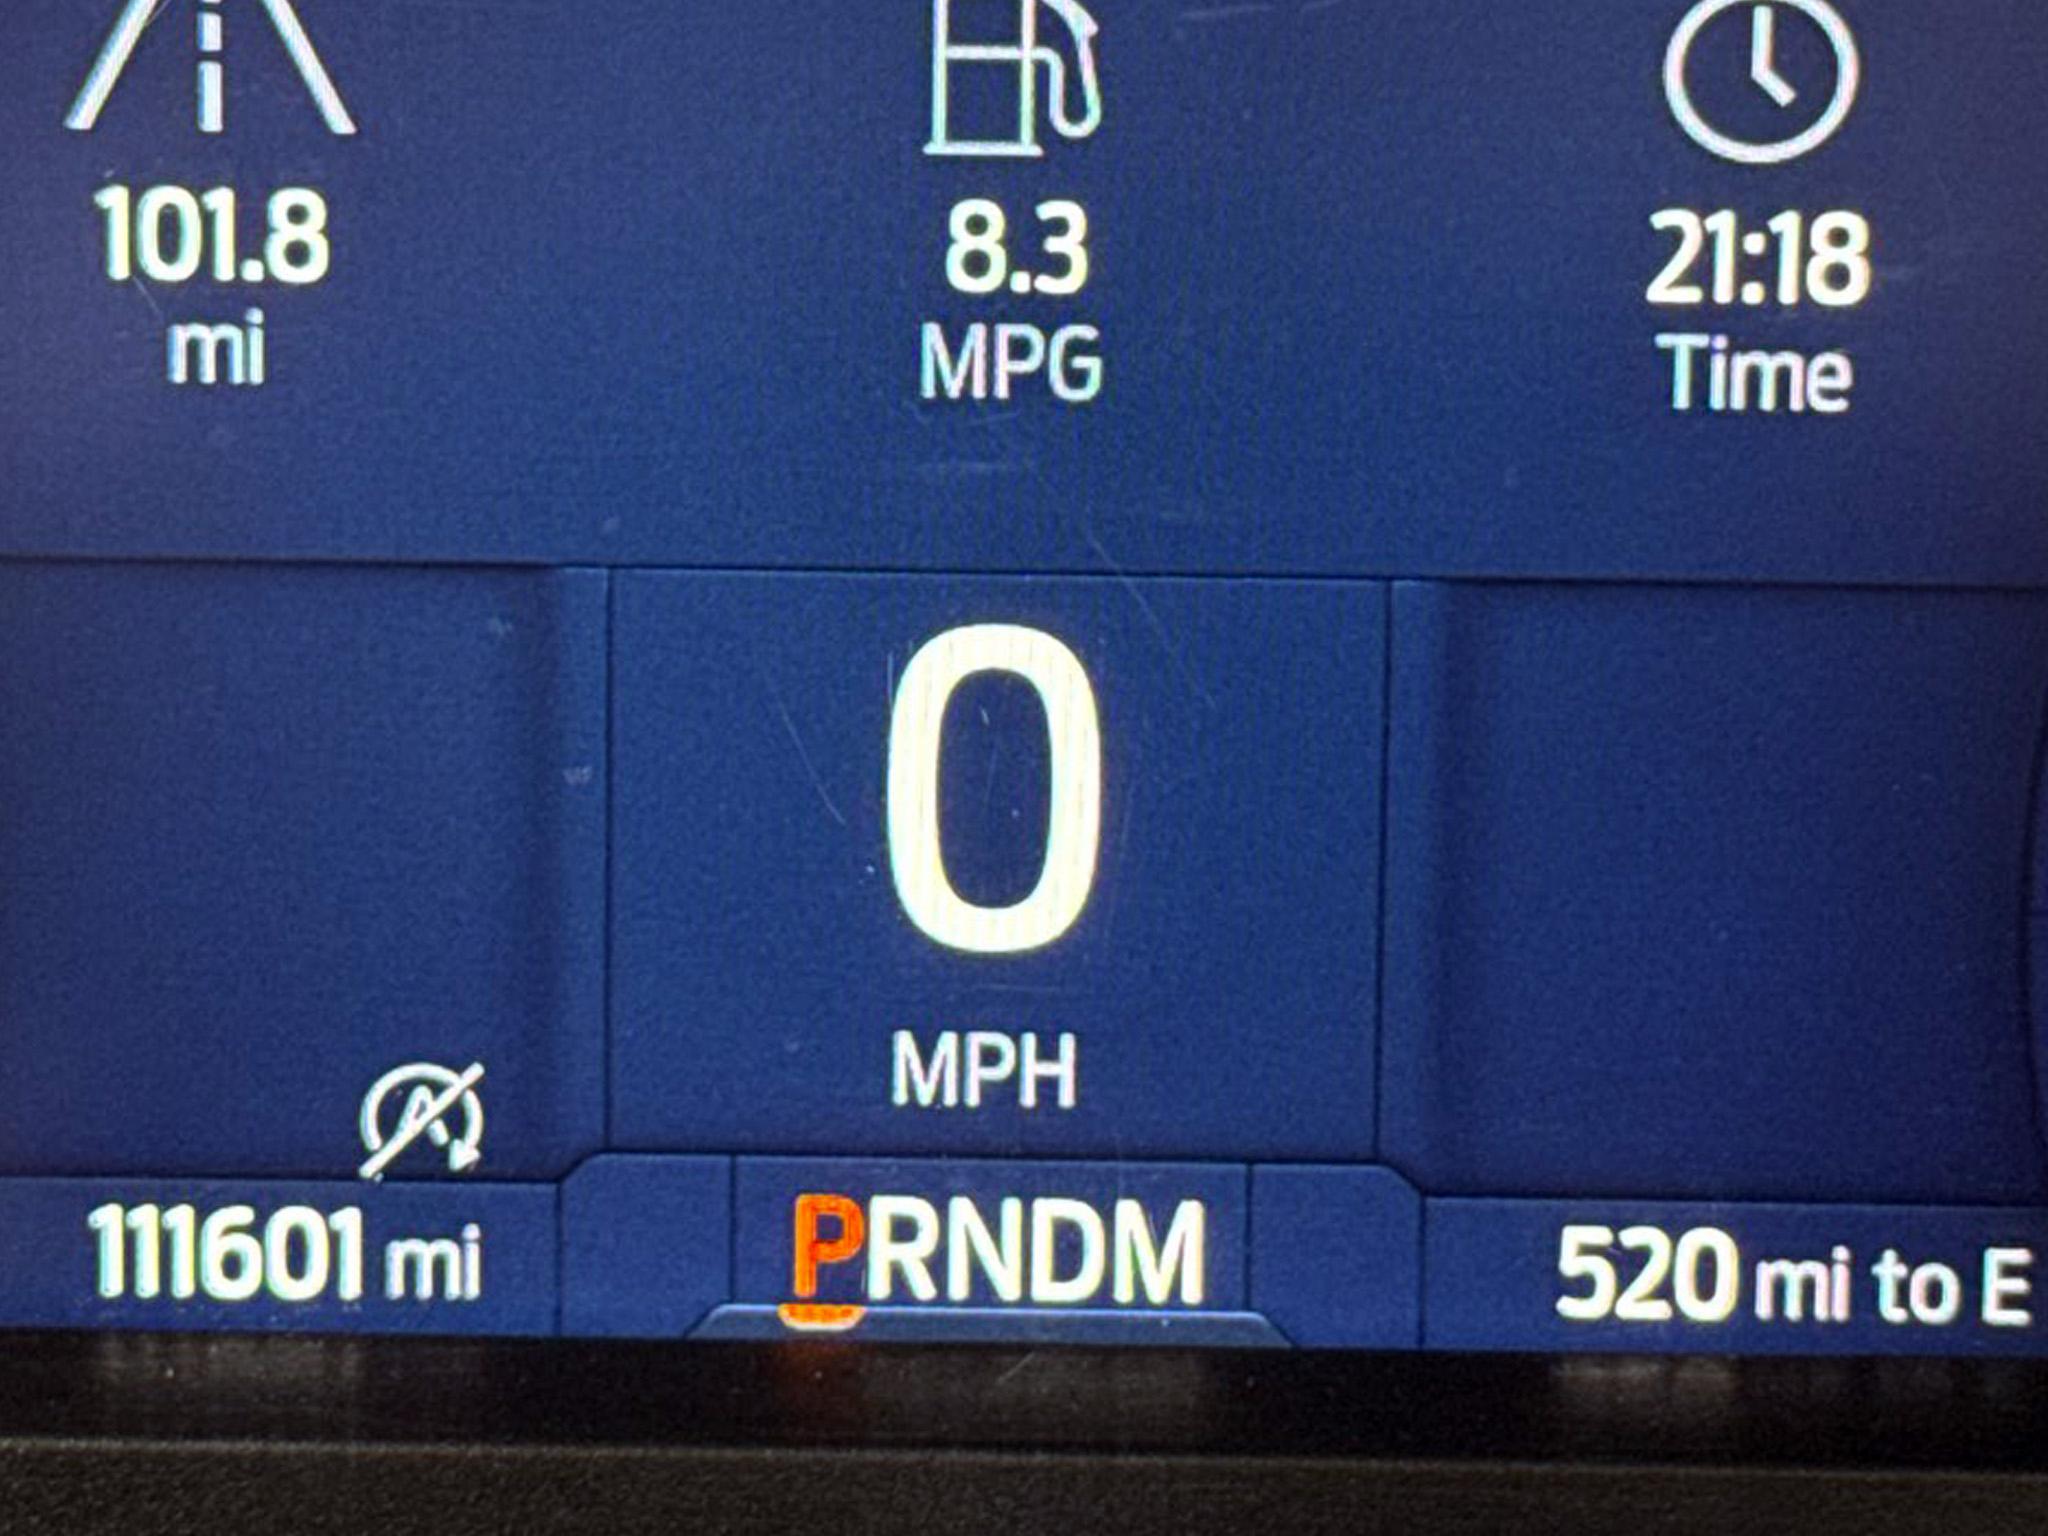 101.8
mi
8.3
MPG
21:18
Time
0
MPH
A
111601 mi
PRNDM
520 mi to E